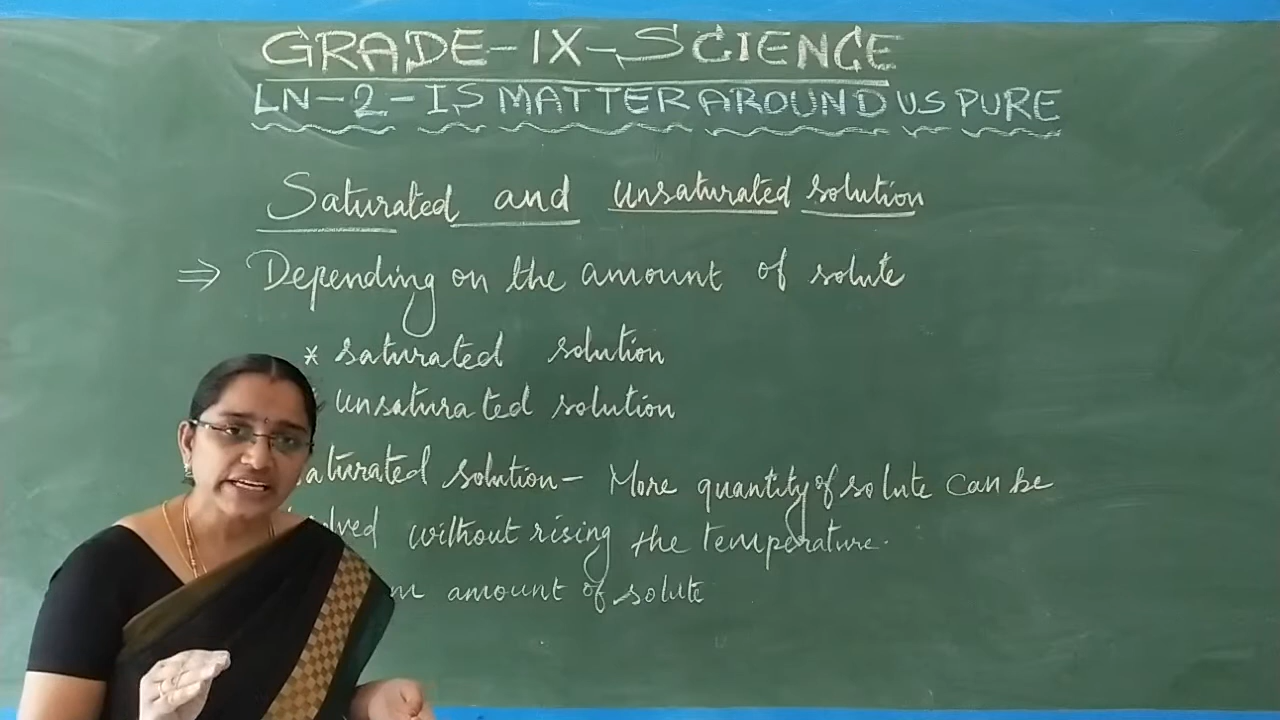 GRADE-IX-SCIENCE
LN-2-IS MATTER AROUND US PURE
Saturated and unsaturated solution
⇒ Depending on the amount of solute
* saturated solution
unsaturated solution
solution - More quantity of solute can be
without rising the temperature.
amount of solute